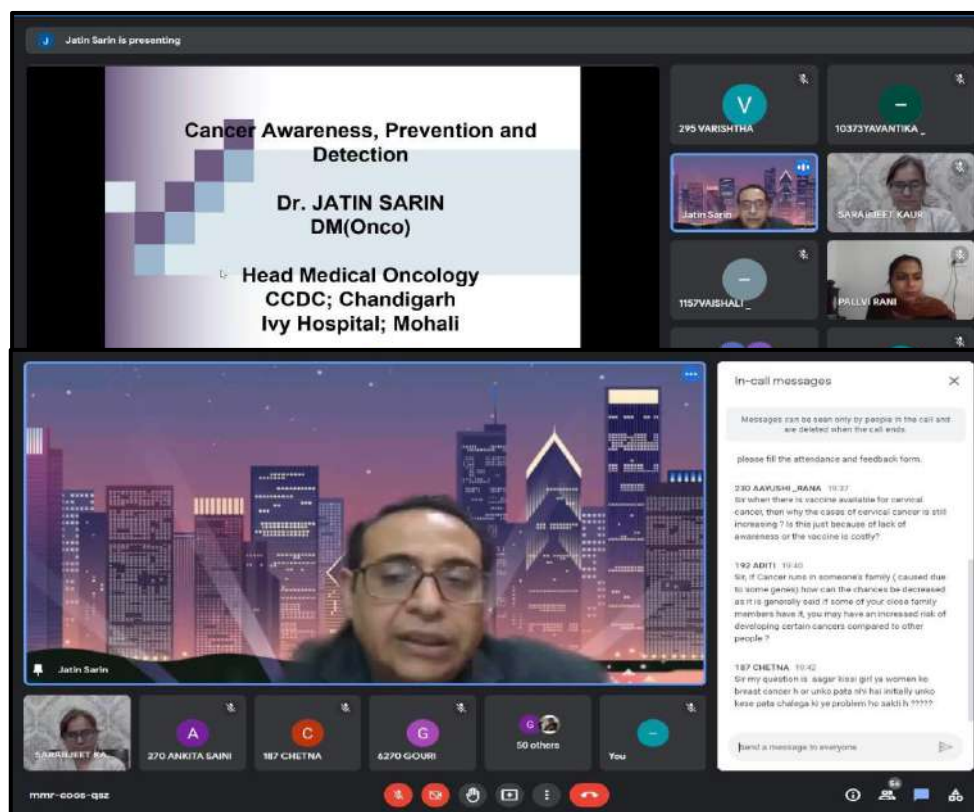 J Jatin Sarin is presenting
Cancer Awareness, Prevention and
Detection
Dr. JATIN SARIN
DM(Onco)
Head Medical Oncology
CCDC; Chandigarh
Ivy Hospital; Mohali
V
295 VARISHTHA
10373YAVANTIKA _
Jatin Sarin
SARABJEET KAUR
1157VAISHALI _
PALLVI RANI
Jatin Sarin
In-call messages
Messages can be seen only by people in the call and
are deleted when the call ends
please fill the attendance and feedback form.
230 AAYUSHI_RANA 19:37
Sir when there is vaccine available for cervical
cancer, then why the cases of cervical cancer is still
increasing ? Is this just because of lack of
awareness or the vaccine is costly?
192 ADITI 19:40
Sir, if Cancer runs in someone's family ( caused due
to some genes) how can the chances be decreased
as it is generally said if some of your close family
members have it, you may have an increased risk of
developing certain cancers compared to other
people ?
187 CHETNA 19:42
Sir my question is aagar kissi girl ya women ko
breast cancer h or unko pata nhi hai initially unko
kese pata chalega ki ye problem ho sakti h ?????
Send a message to everyone
SARABJEET KA...
A
270 ANKITA SAINI
C
187 CHETNA
G
6270 GOURI
G
50 others
You
mmr-coos-qsz